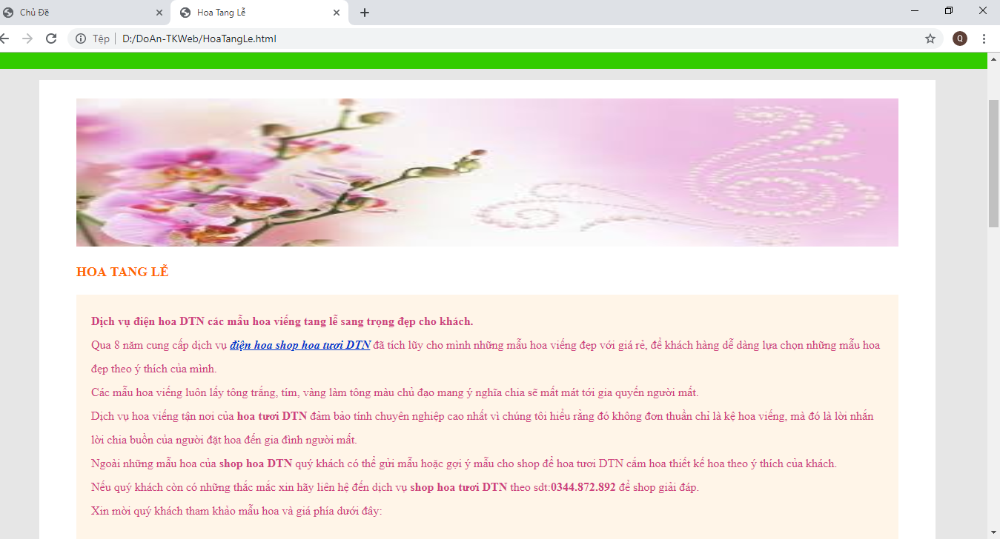 Chủ Đề
Hoa Tang Lễ
Tệp
D:/DoAn-TKWeb/HoaTangLe.html
Q
HOA TANG LỄ
Dịch vụ điện hoa DTN các mẫu hoa viếng tang lễ sang trọng đẹp cho khách.
Qua 8 năm cung cấp dịch vụ điện hoa shop hoa tươi DTN đã tích lũy cho mình những mẫu hoa viếng đẹp với giá rẻ, để khách hàng dễ dàng lựa chọn những mẫu hoa
đẹp theo ý thích của mình.
Các mẫu hoa viếng luôn lấy tông trắng, tím, vàng làm tông màu chủ đạo mang ý nghĩa chia sẽ mất mát tới gia quyến người mất.
Dịch vụ hoa viếng tận nơi của hoa tươi DTN đảm bảo tính chuyên nghiệp cao nhất vì chúng tôi hiểu rằng đó không đơn thuần chỉ là kệ hoa viếng, mà đó là lời nhắn
lời chia buồn của người đặt hoa đến gia đình người mất.
Ngoài những mẫu hoa của shop hoa DTN quý khách có thể gửi mẫu hoặc gợi ý mẫu cho shop để hoa tươi DTN cắm hoa thiết kế hoa theo ý thích của khách.
Nếu quý khách còn có những thắc mắc xin hãy liên hệ đến dịch vụ shop hoa tươi DTN theo sdt:0344.872.892 để shop giải đáp.
Xin mời quý khách tham khảo mẫu hoa và giá phía dưới đây: